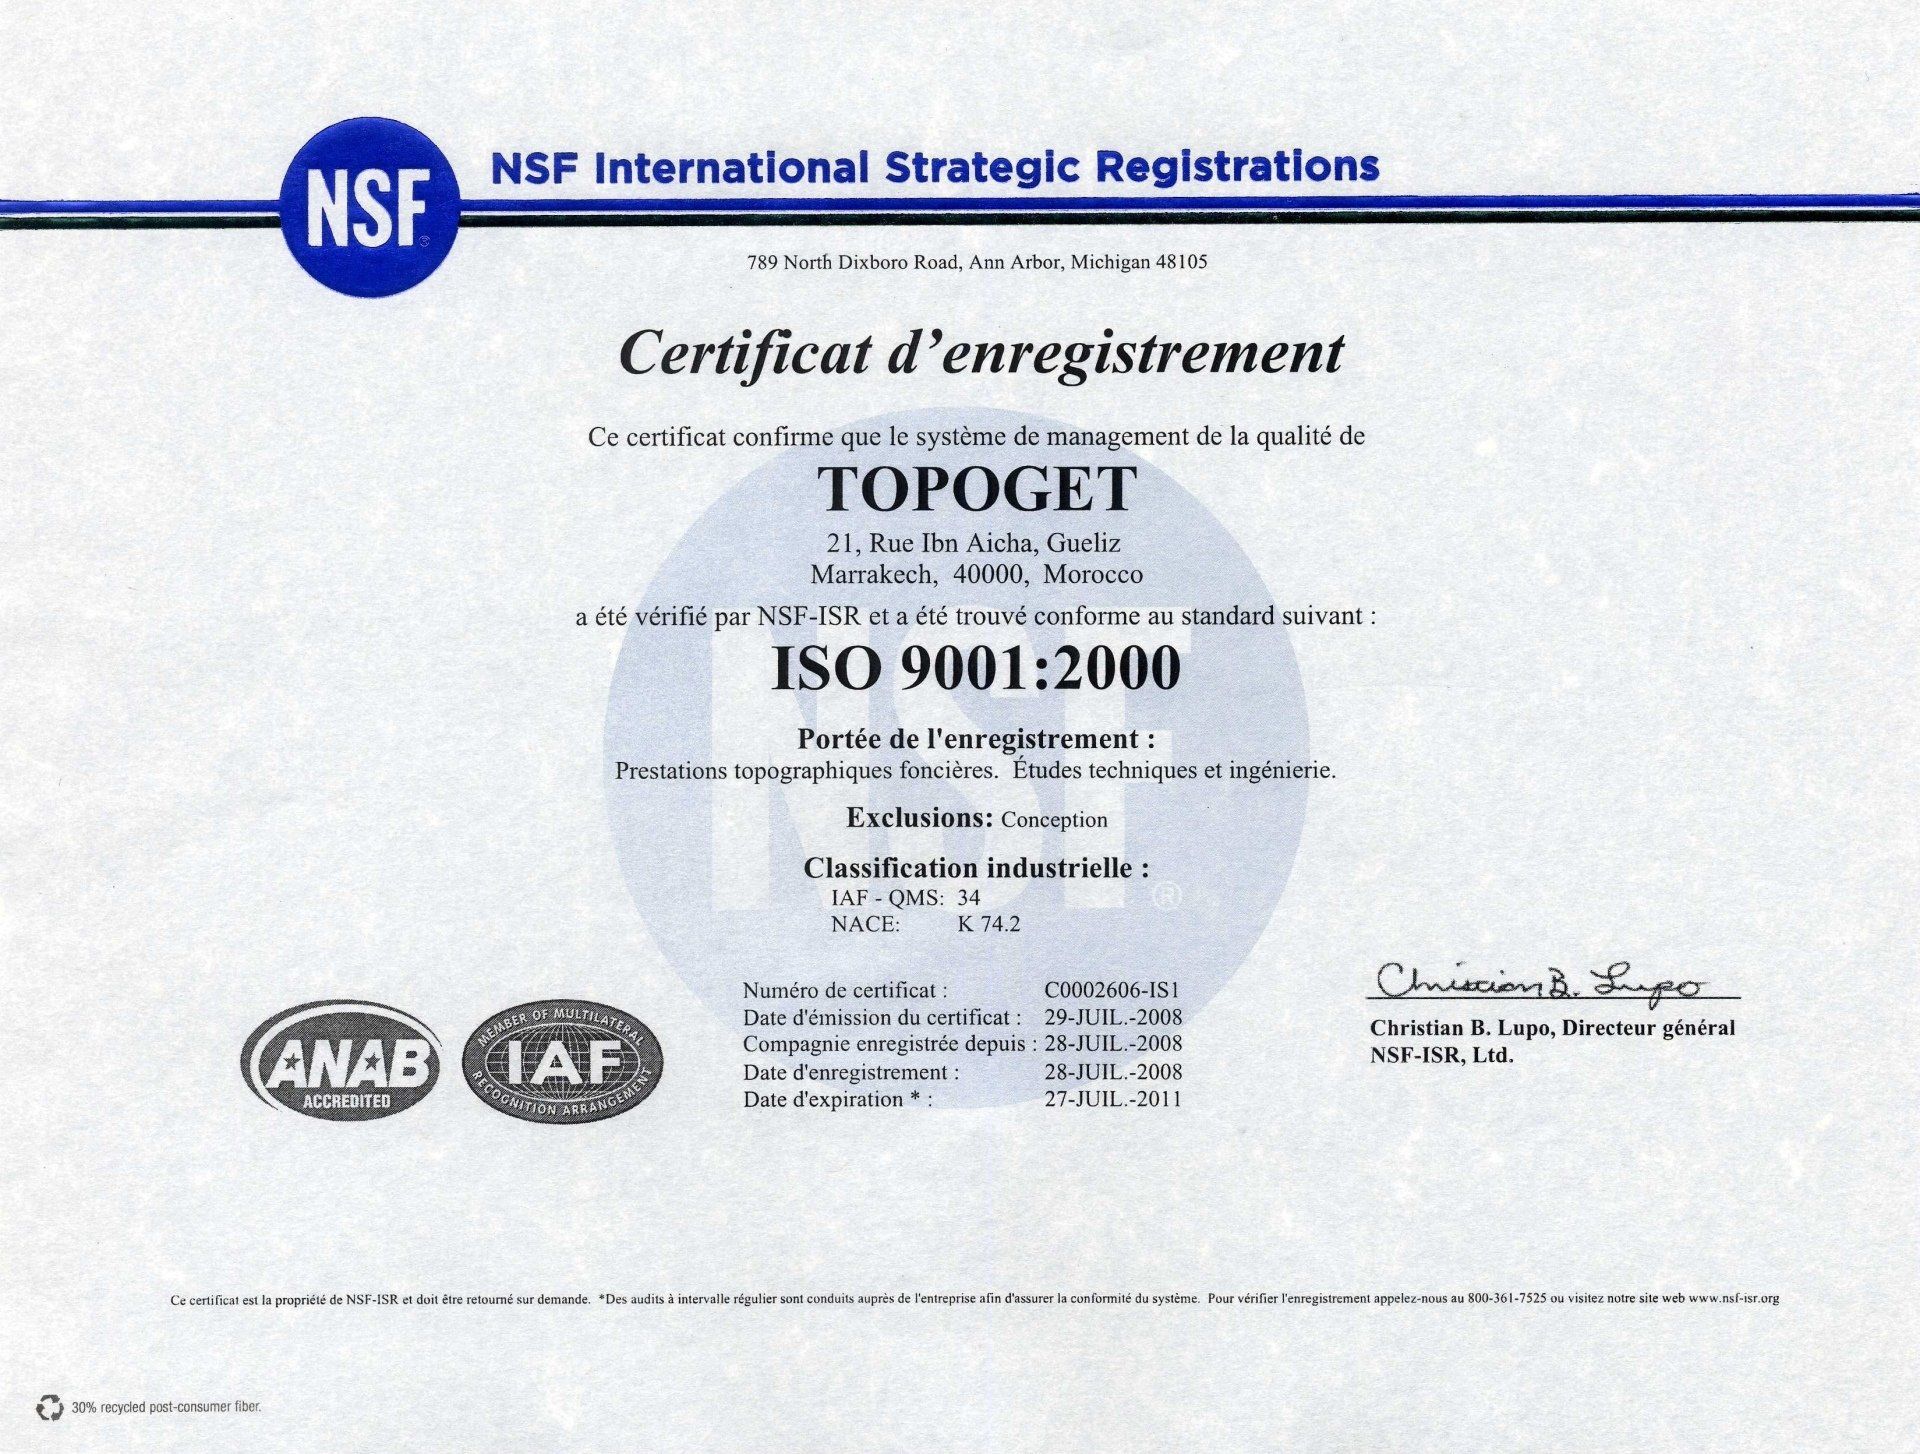 NSF®
NSF International Strategic Registrations
789 North Dixboro Road, Ann Arbor, Michigan 48105
Certificat d'enregistrement
Ce certificat confirme que le système de management de la qualité de
TOPOGET
21, Rue Ibn Aicha, Gueliz
Marrakech, 40000, Morocco
a été vérifié par NSF-ISR et a été trouvé conforme au standard suivant :
ISO 9001:2000
Portée de l'enregistrement :
Prestations topographiques foncières. Études techniques et ingénierie.
Exclusions: Conception
Classification industrielle :
IAF - QMS: 34
NACE: K 74.2
NSF®
Numéro de certificat : C0002606-IS1
Date d'émission du certificat : 29-JUIL.-2008
Compagnie enregistrée depuis : 28-JUIL.-2008
Date d'enregistrement : 28-JUIL.-2008
Date d'expiration * : 27-JUIL.-2011
ANAB
ACCREDITED
MEMBER OF MULTILATERAL
IAF
RECOGNITION ARRANGEMENT
Christian B. Lupo
Christian B. Lupo, Directeur général
NSF-ISR, Ltd.
Ce certificat est la propriété de NSF-ISR et doit être retourné sur demande. *Des audits à intervalle régulier sont conduits auprès de l'entreprise afin d'assurer la conformité du système. Pour vérifier l'enregistrement appelez-nous au 800-361-7525 ou visitez notre site web www.nsf-isr.org
30% recycled post-consumer fiber.